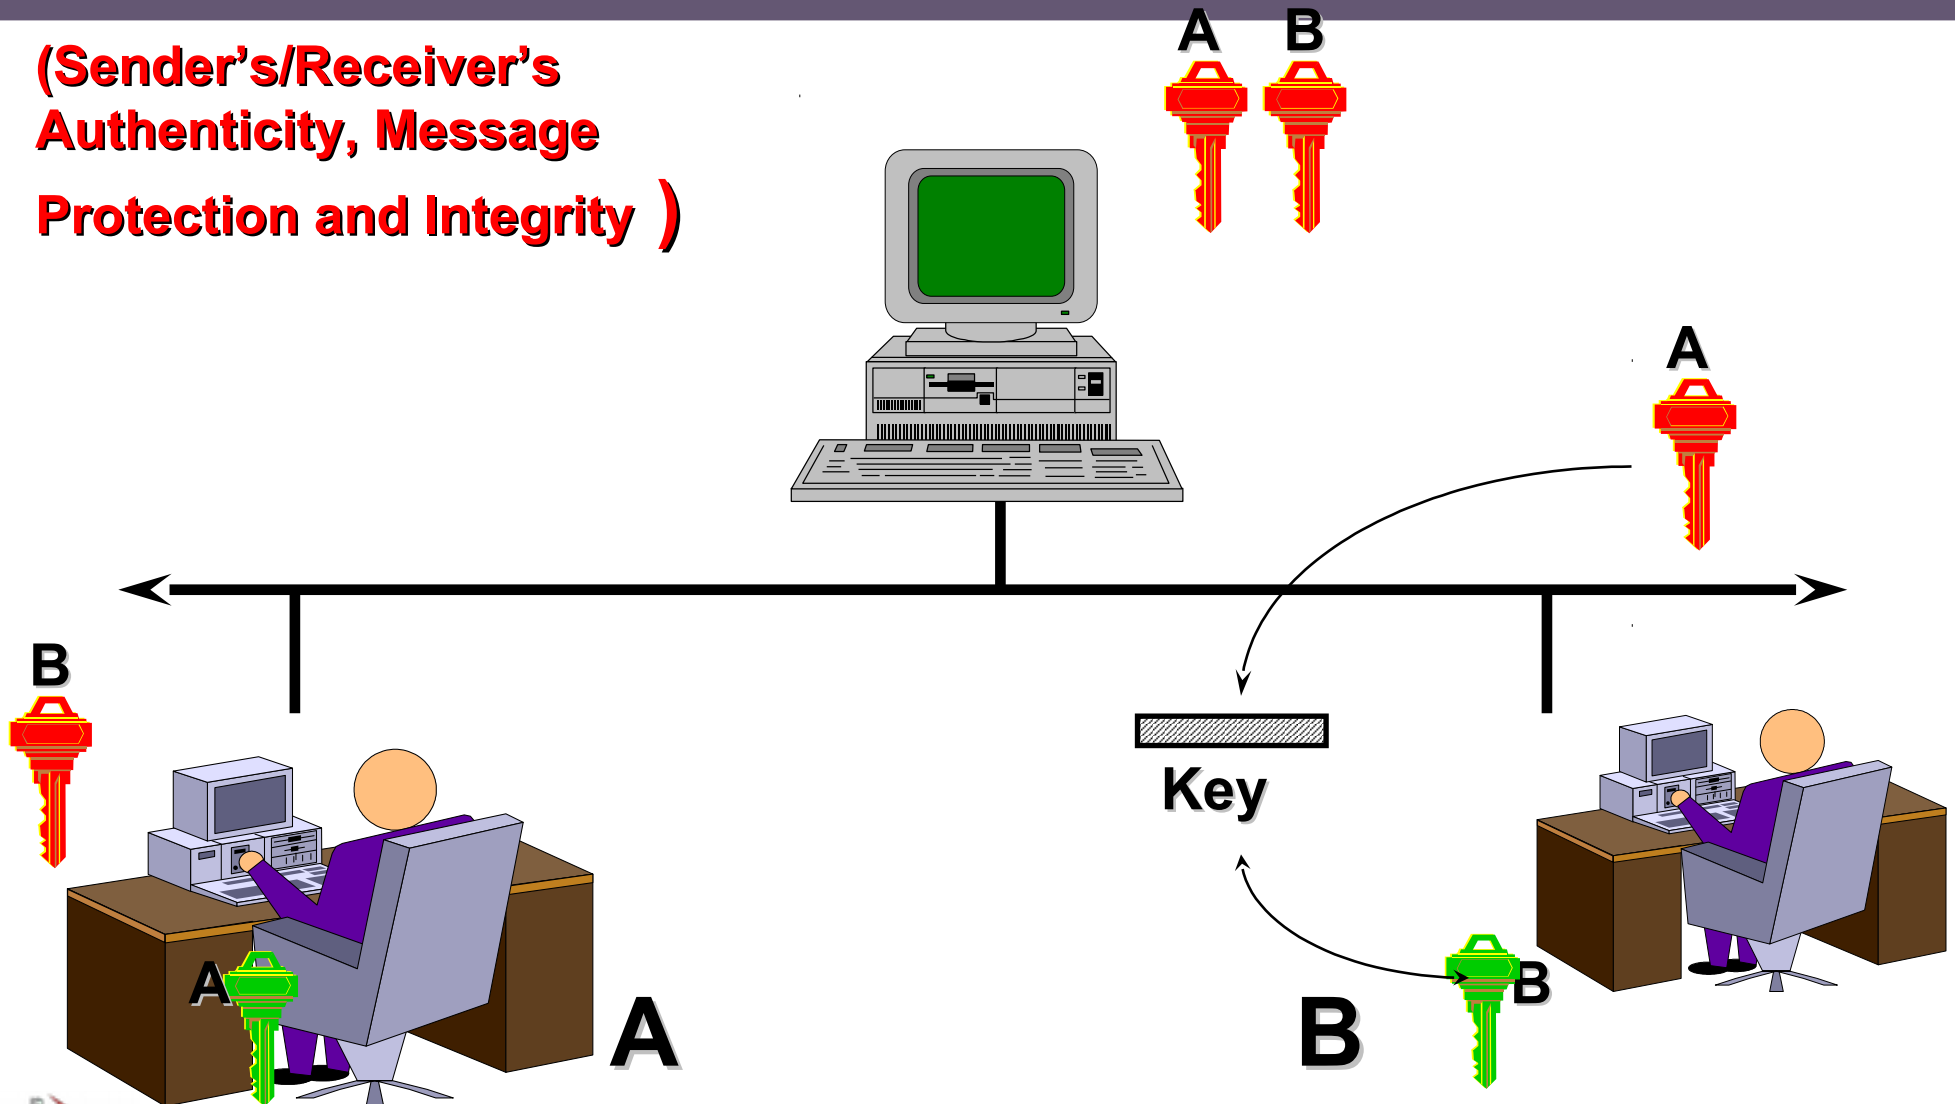 (Sender’s/Receiver’s
Authenticity, Message
Protection and Integrity )
A B
A
B
Key
A
B
A
B